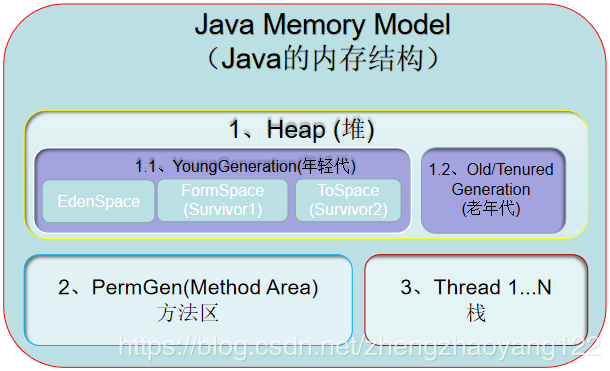 Java Memory Model
（Java的内存结构）
1、Heap (堆)
1.1、YoungGeneration(年轻代)
EdenSpace
FormSpace
(Survivor1)
ToSpace
(Survivor2)
1.2、Old/Tenured
Generation
(老年代)
2、PermGen(Method Area)
方法区
3、Thread 1...N
栈
https://blog.csdn.net/zhengzhaoyang122